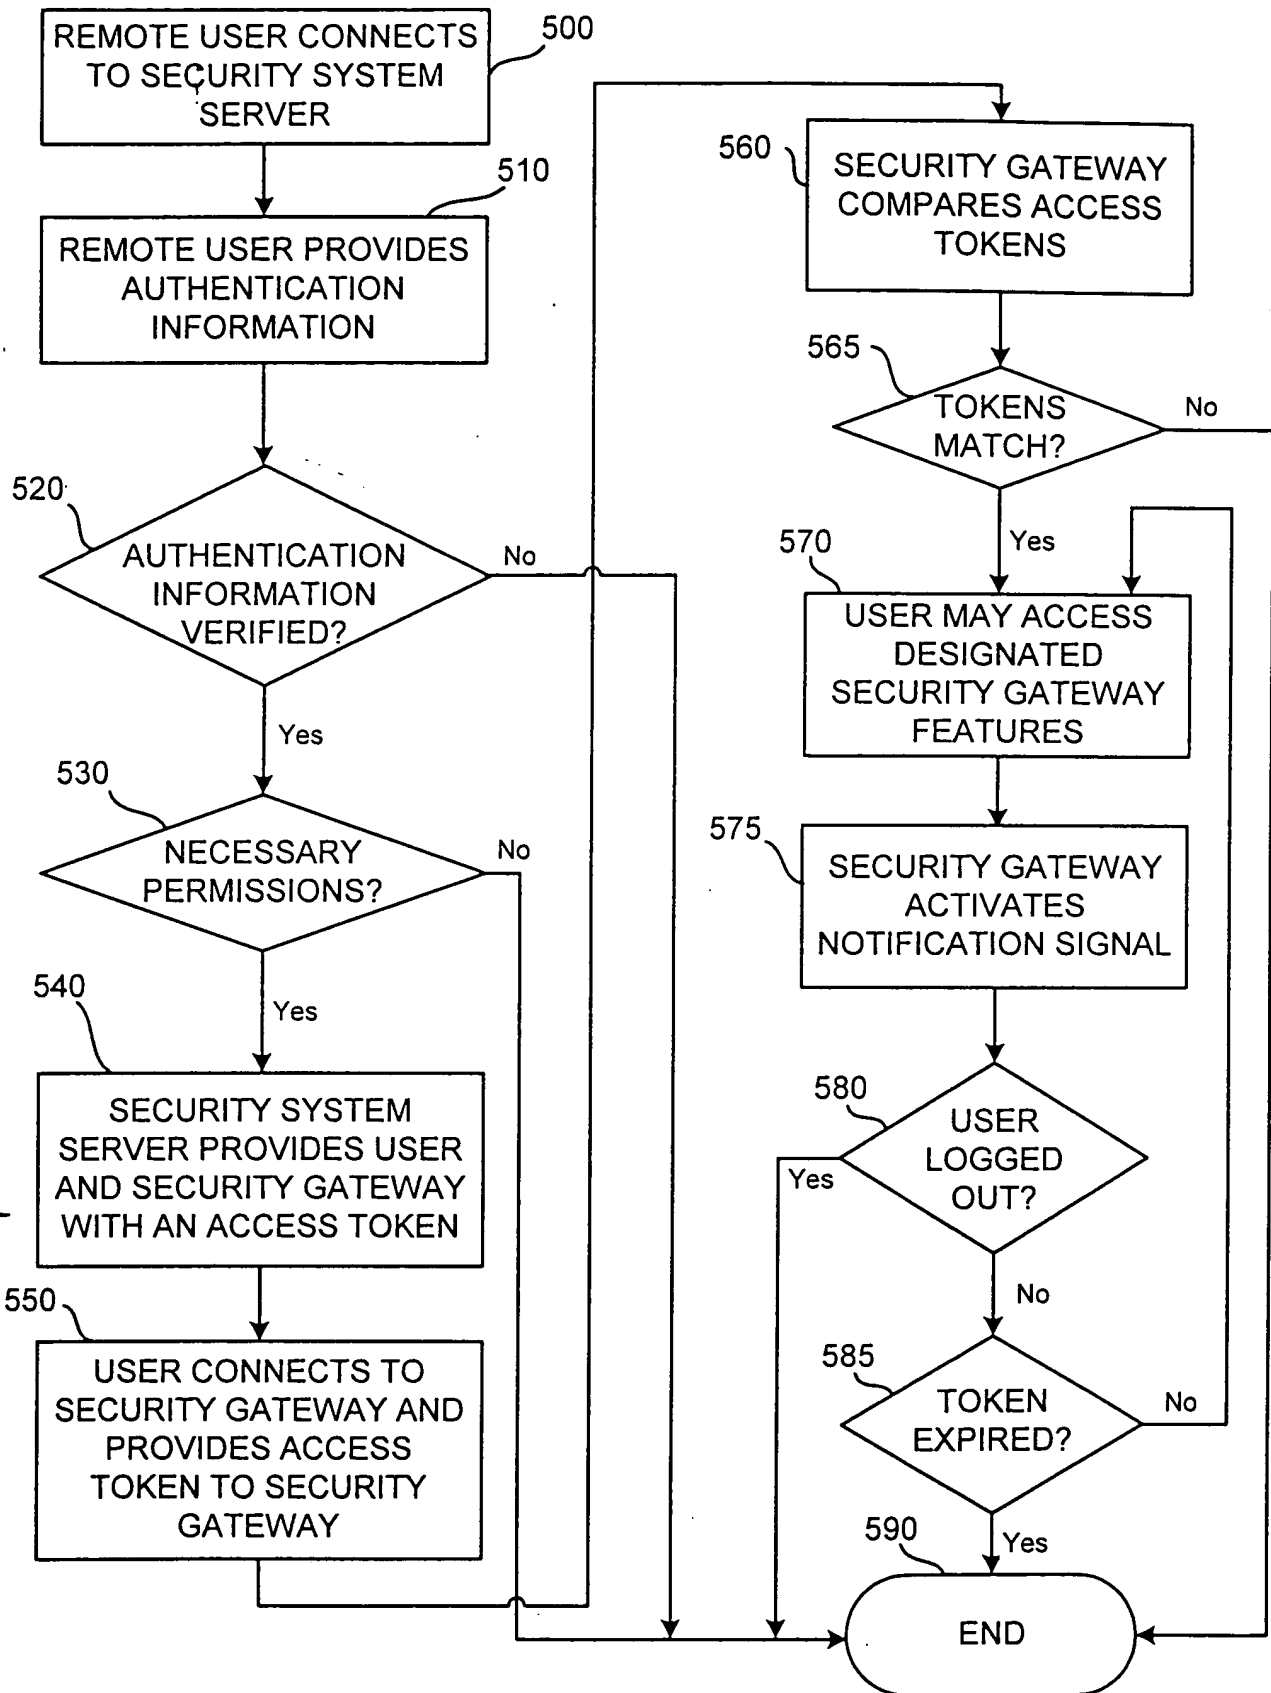 REMOTE USER CONNECTS
TO SECURITY SYSTEM
SERVER
500
510
REMOTE USER PROVIDES
AUTHENTICATION
INFORMATION
520
AUTHENTICATION
INFORMATION
VERIFIED?
No
Yes
530
NECESSARY
PERMISSIONS?
No
Yes
540
SECURITY SYSTEM
SERVER PROVIDES USER
AND SECURITY GATEWAY
WITH AN ACCESS TOKEN
550
USER CONNECTS TO
SECURITY GATEWAY AND
PROVIDES ACCESS
TOKEN TO SECURITY
GATEWAY
560
SECURITY GATEWAY
COMPARES ACCESS
TOKENS
565
TOKENS
MATCH?
No
Yes
570
USER MAY ACCESS
DESIGNATED
SECURITY GATEWAY
FEATURES
575
SECURITY GATEWAY
ACTIVATES
NOTIFICATION SIGNAL
580
USER
LOGGED
OUT?
Yes
No
585
TOKEN
EXPIRED?
No
Yes
590
END